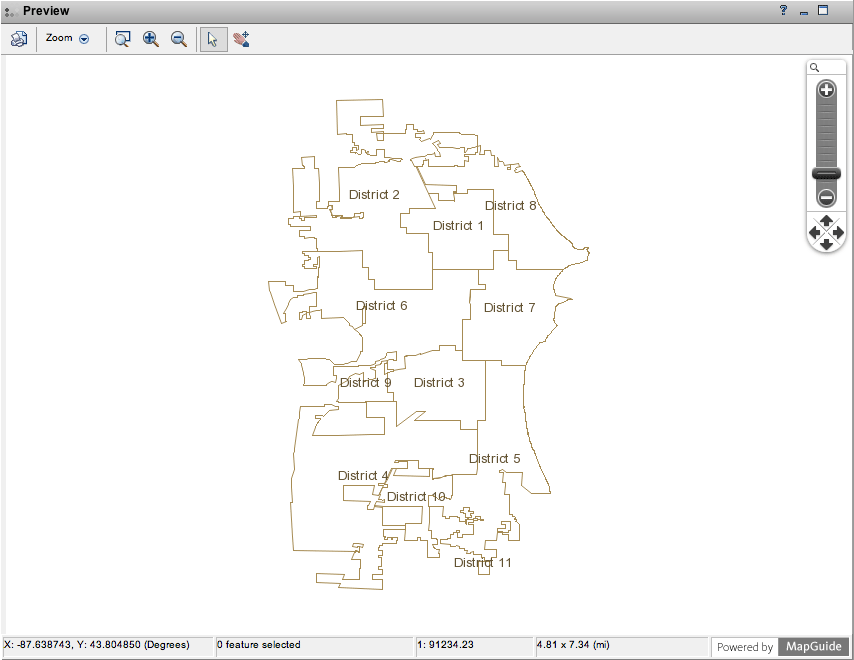 Preview
?
Zoom
District 2
District 8
District 1
District 6
District 7
District 9
District 3
District 5
District 4
District 10
District 11
X: -87.638743, Y: 43.804850 (Degrees)
0 feature selected
1: 91234.23
4.81 x 7.34 (mi)
Powered by MapGuide